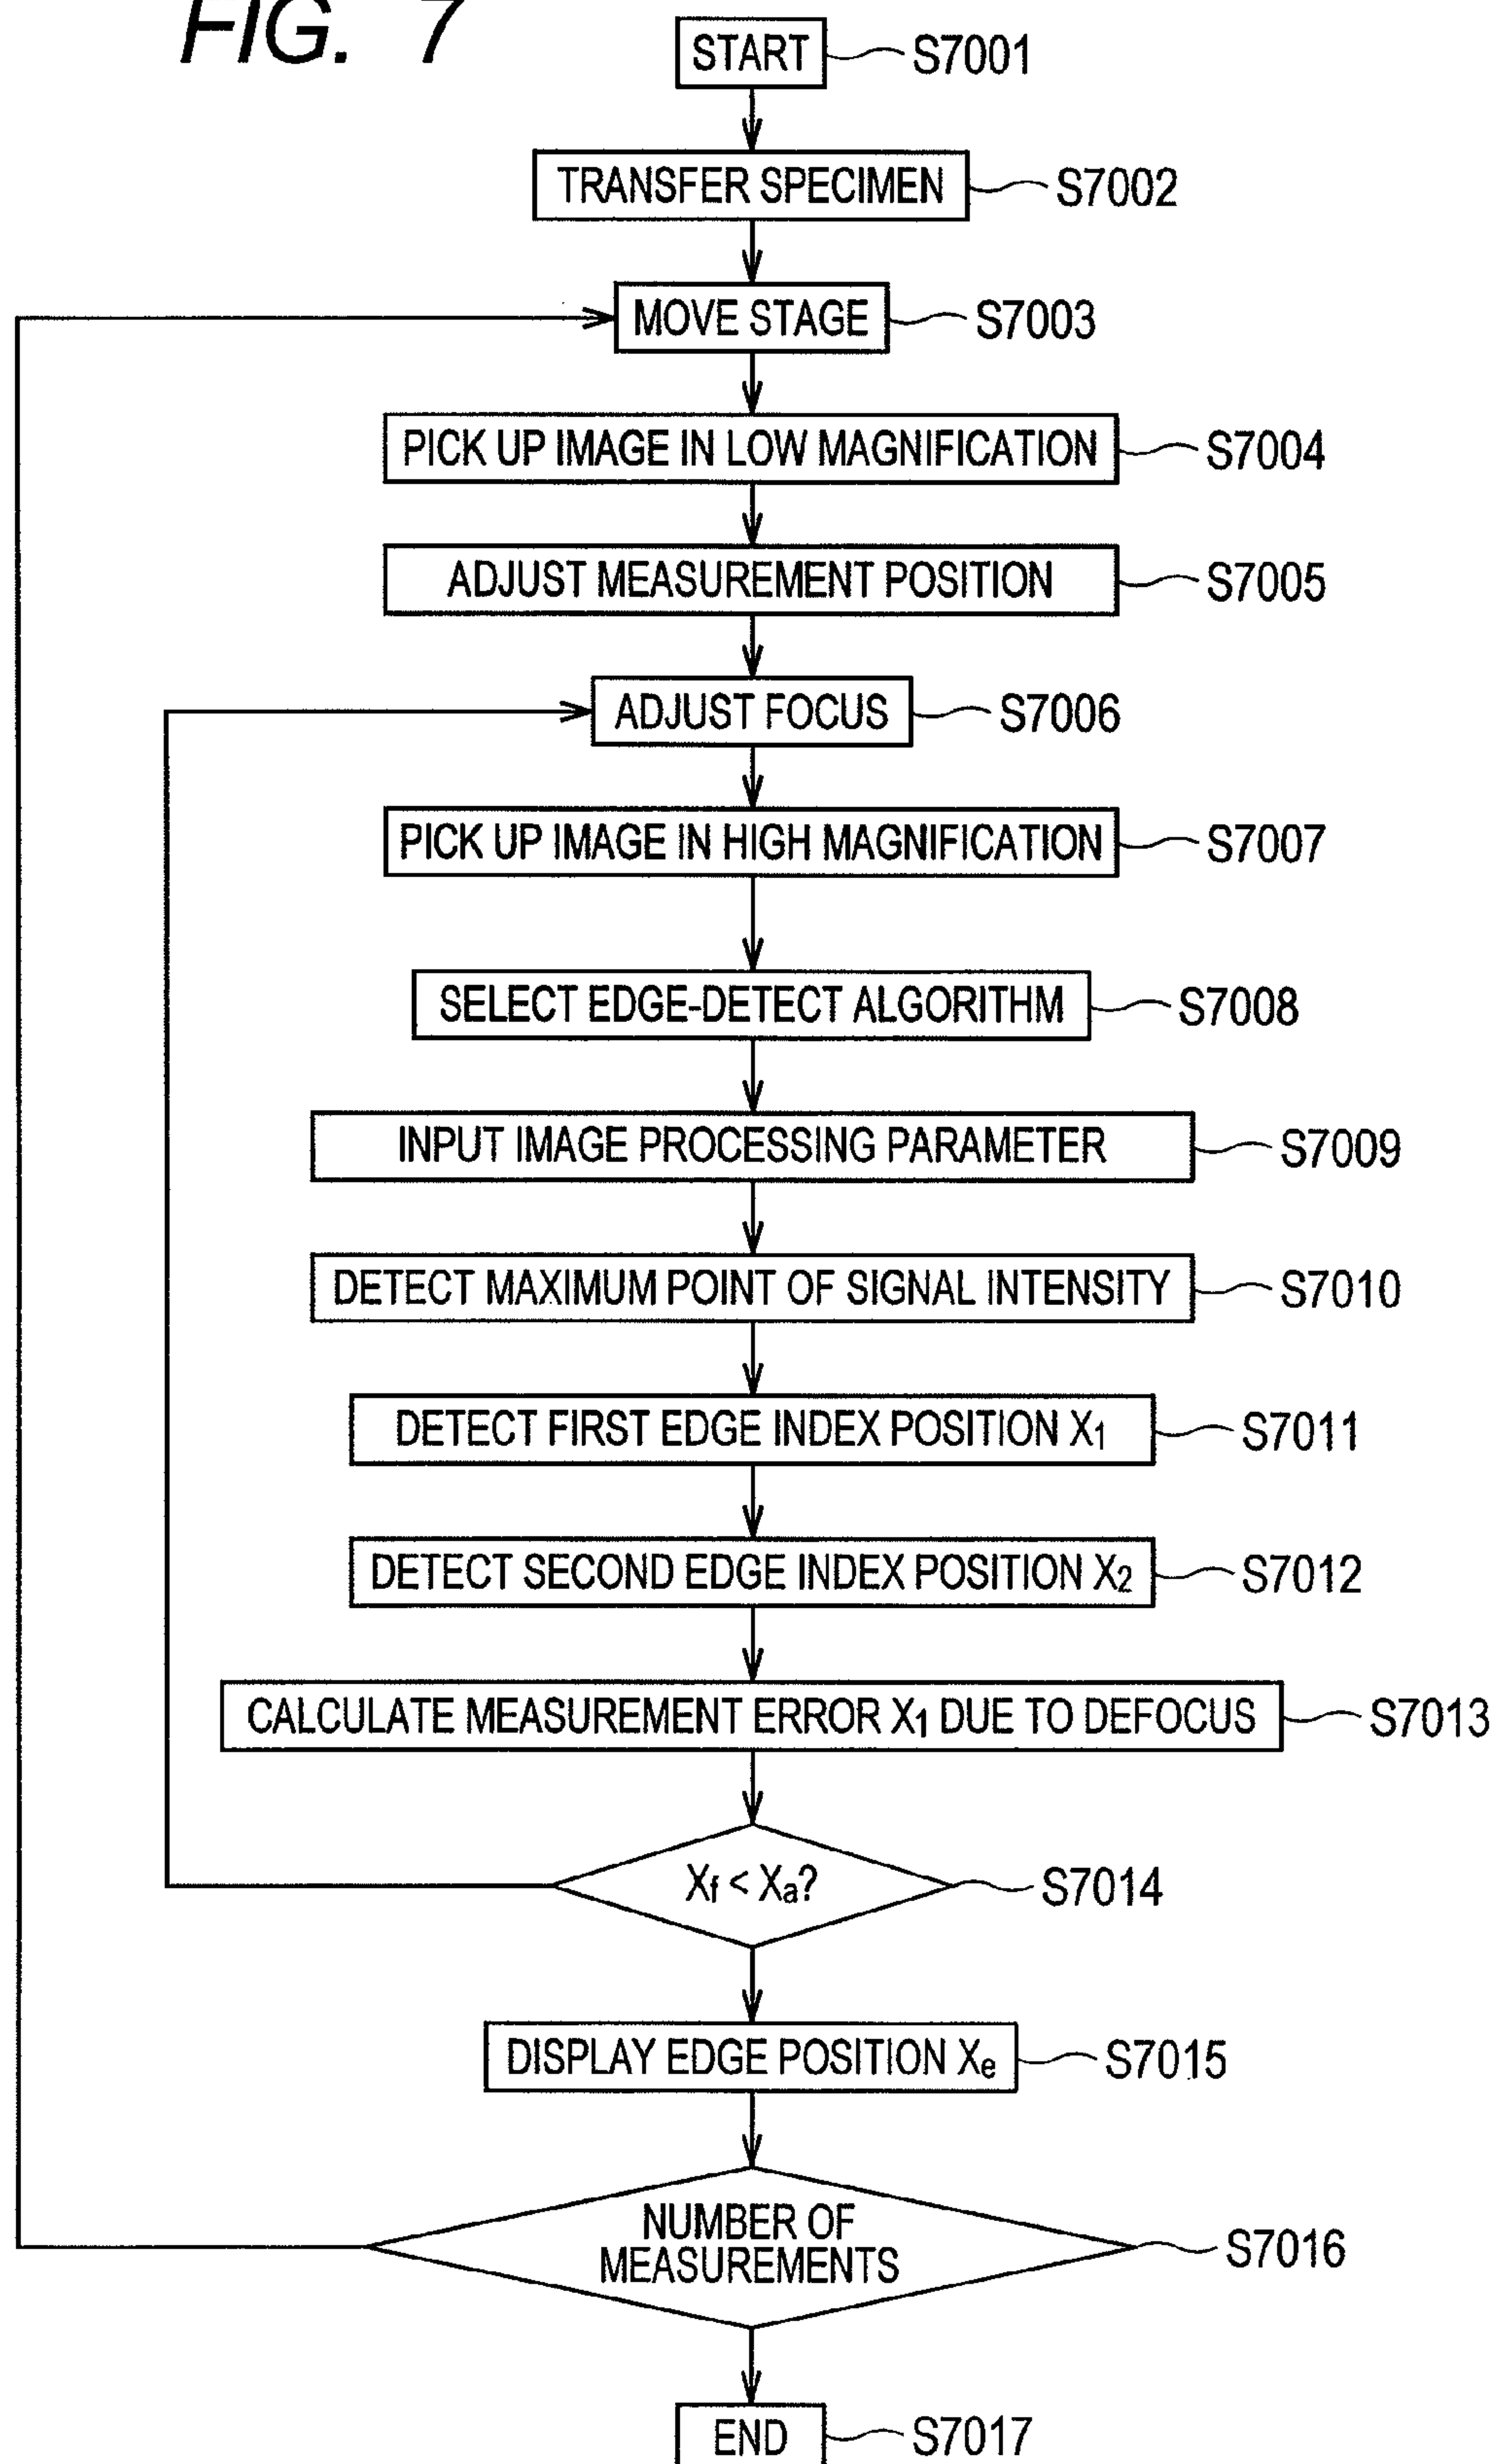 FIG. 7
START S7001
TRANSFER SPECIMEN S7002
MOVE STAGE S7003
PICK UP IMAGE IN LOW MAGNIFICATION S7004
ADJUST MEASUREMENT POSITION S7005
ADJUST FOCUS S7006
PICK UP IMAGE IN HIGH MAGNIFICATION S7007
SELECT EDGE-DETECT ALGORITHM S7008
INPUT IMAGE PROCESSING PARAMETER S7009
DETECT MAXIMUM POINT OF SIGNAL INTENSITY S7010
DETECT FIRST EDGE INDEX POSITION X₁ S7011
DETECT SECOND EDGE INDEX POSITION X₂ S7012
CALCULATE MEASUREMENT ERROR X₁ DUE TO DEFOCUS S7013
Xf < Xa? S7014
DISPLAY EDGE POSITION Xe S7015
NUMBER OF
MEASUREMENTS S7016
END S7017